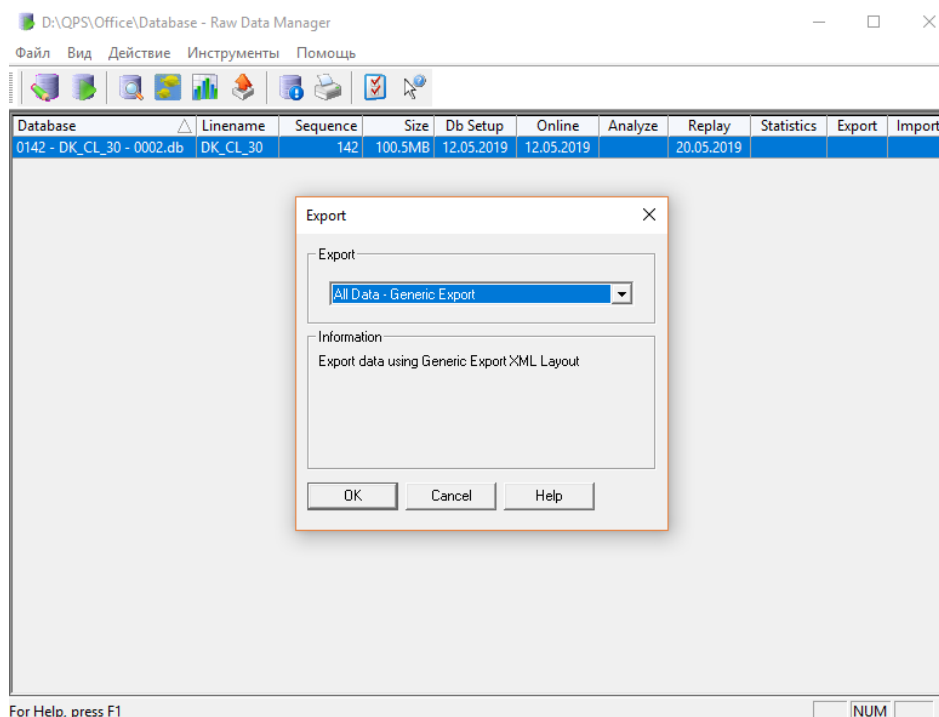 D:\QPS\Office\Database - Raw Data Manager
Файл Вид Действие Инструменты Помощь
Database Linename Sequence Size Db Setup Online Analyze Replay Statistics Export Import
0142 - DK_CL_30 - 0002.db DK_CL_30 142 100.5MB 12.05.2019 12.05.2019 20.05.2019
Export
Export
All Data - Generic Export
Information
Export data using Generic Export XML Layout
OK Cancel Help
For Help, press F1 NUM